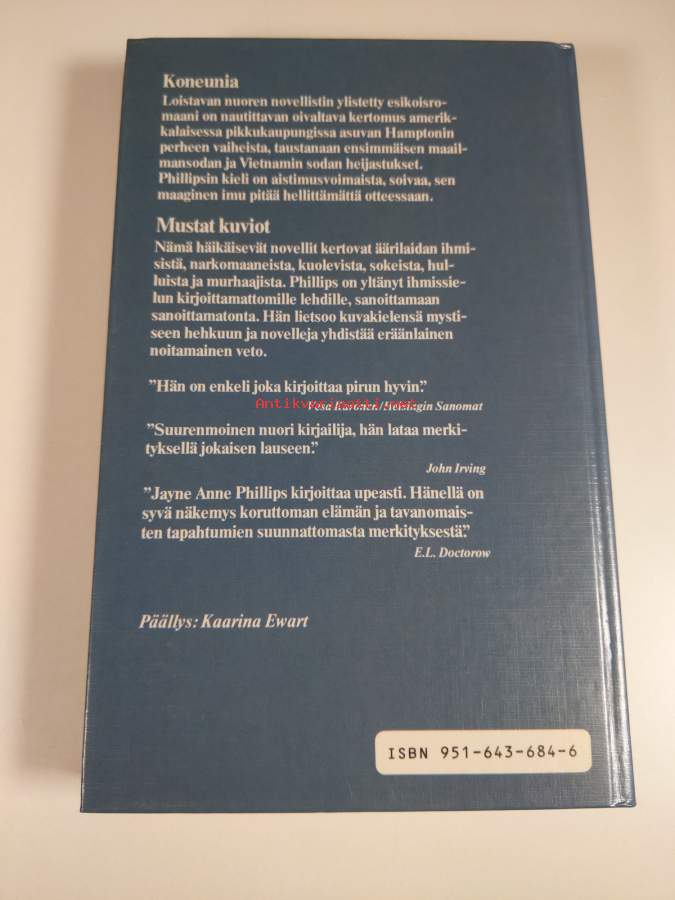 Koneunia
Loistavan nuoren novellistin ylistetty esikoisro-
maani on nautittavan oivaltava kertomus amerik-
kalaisessa pikkukaupungissa asuvan Hamptonin
perheen vaiheista, taustanaan ensimmäisen maail-
mansodan ja Vietnamin sodan heijastukset.
Phillipsin kieli on aistimusvoimaista, soivaa, sen
maaginen imu pitää hellittämättä otteessaan.
Mustat kuviot
Nämä häikäisevät novellit kertovat äärilaidan ihmi-
sistä, narkomaaneista, kuolevista, sokeista, hul-
luista ja murhaajista. Phillips on yltänyt ihmissie-
lun kirjoittamattomille lehdille, sanoittamaan
sanoittamatonta. Hän lietsoo kuvakielensä mysti-
seen hehkuun ja novelleja yhdistää eräänlainen
noitamainen veto.
”Hän on enkeli joka kirjoittaa pirun hyvin.”
Antikvariaatti.net
Vesa Karonen/Helsingin Sanomat
”Suurenmoinen nuori kirjailija, hän lataa merki-
tyksellä jokaisen lauseen.”
John Irving
”Jayne Anne Phillips kirjoittaa upeasti. Hänellä on
syvä näkemys koruttoman elämän ja tavanomais-
ten tapahtumien suunnattomasta merkityksestä.”
E.L. Doctorow
Päällys: Kaarina Ewart
ISBN 951-643-684-6